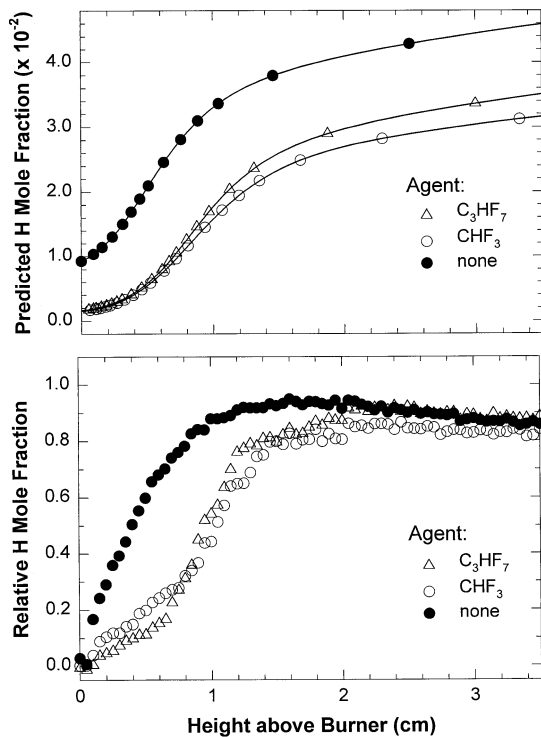 Predicted H Mole Fraction (x 10⁻²)
4.0
3.0
2.0
1.0
0.0
Agent:
C₃HF₇
CHF₃
none
Relative H Mole Fraction
1.0
0.8
0.6
0.4
0.2
0.0
Agent:
C₃HF₇
CHF₃
none
0 1 2 3
Height above Burner (cm)